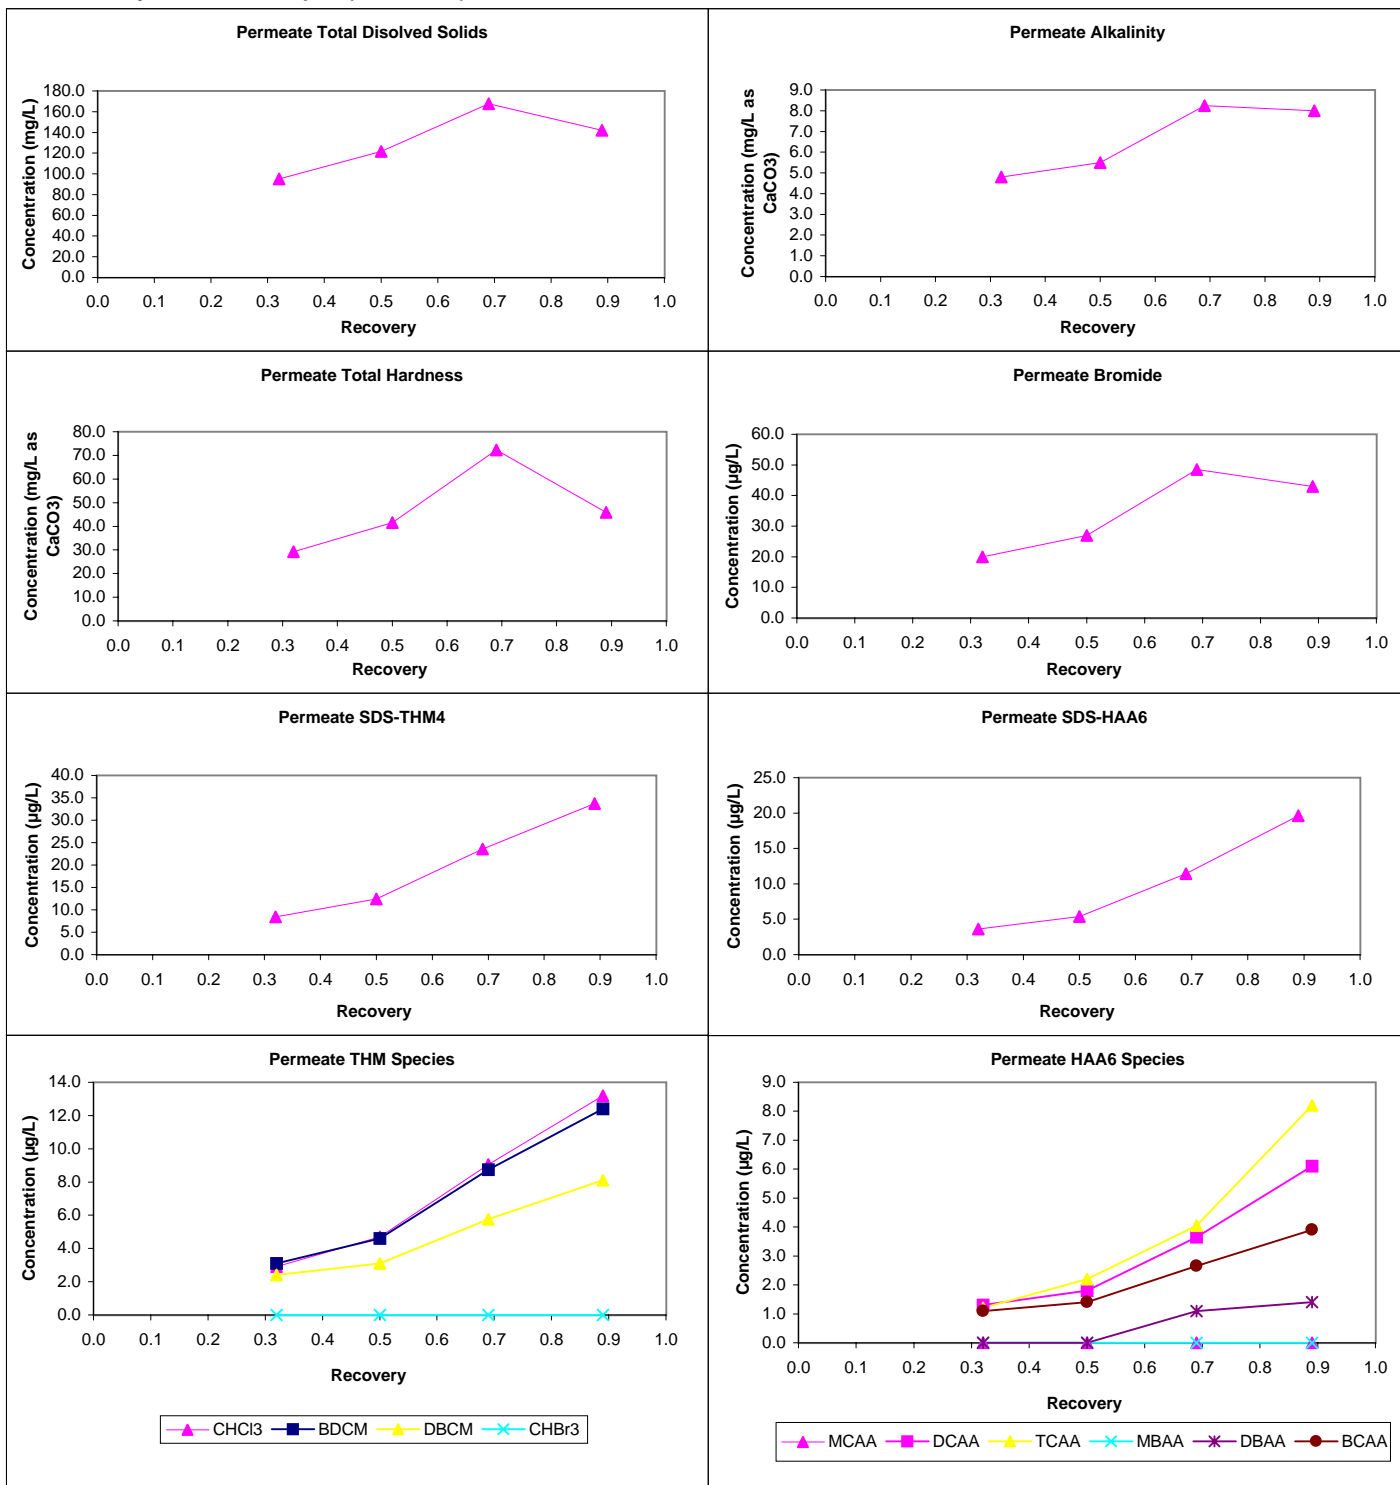 Permeate Total Disolved Solids
Concentration (mg/L)
180.0
160.0
140.0
120.0
100.0
80.0
60.0
40.0
20.0
0.0
0.0 0.1 0.2 0.3 0.4 0.5 0.6 0.7 0.8 0.9 1.0
Recovery
Permeate Alkalinity
Concentration (mg/L as
CaCO3)
9.0
8.0
7.0
6.0
5.0
4.0
3.0
2.0
1.0
0.0
0.0 0.1 0.2 0.3 0.4 0.5 0.6 0.7 0.8 0.9 1.0
Recovery
Permeate Total Hardness
Concentration (mg/L as
CaCO3)
80.0
70.0
60.0
50.0
40.0
30.0
20.0
10.0
0.0
0.0 0.1 0.2 0.3 0.4 0.5 0.6 0.7 0.8 0.9 1.0
Recovery
Permeate Bromide
Concentration (µg/L)
60.0
50.0
40.0
30.0
20.0
10.0
0.0
0.0 0.1 0.2 0.3 0.4 0.5 0.6 0.7 0.8 0.9 1.0
Recovery
Permeate SDS-THM4
Concentration (µg/L)
40.0
35.0
30.0
25.0
20.0
15.0
10.0
5.0
0.0
0.0 0.1 0.2 0.3 0.4 0.5 0.6 0.7 0.8 0.9 1.0
Recovery
Permeate SDS-HAA6
Concentration (µg/L)
25.0
20.0
15.0
10.0
5.0
0.0
0.0 0.1 0.2 0.3 0.4 0.5 0.6 0.7 0.8 0.9 1.0
Recovery
Permeate THM Species
Concentration (µg/L)
14.0
12.0
10.0
8.0
6.0
4.0
2.0
0.0
0.0 0.1 0.2 0.3 0.4 0.5 0.6 0.7 0.8 0.9 1.0
Recovery
CHCl3 BDCM DBCM CHBr3
Permeate HAA6 Species
Concentration (µg/L)
9.0
8.0
7.0
6.0
5.0
4.0
3.0
2.0
1.0
0.0
0.0 0.1 0.2 0.3 0.4 0.5 0.6 0.7 0.8 0.9 1.0
Recovery
MCAA DCAA TCAA MBAA DBAA BCAA